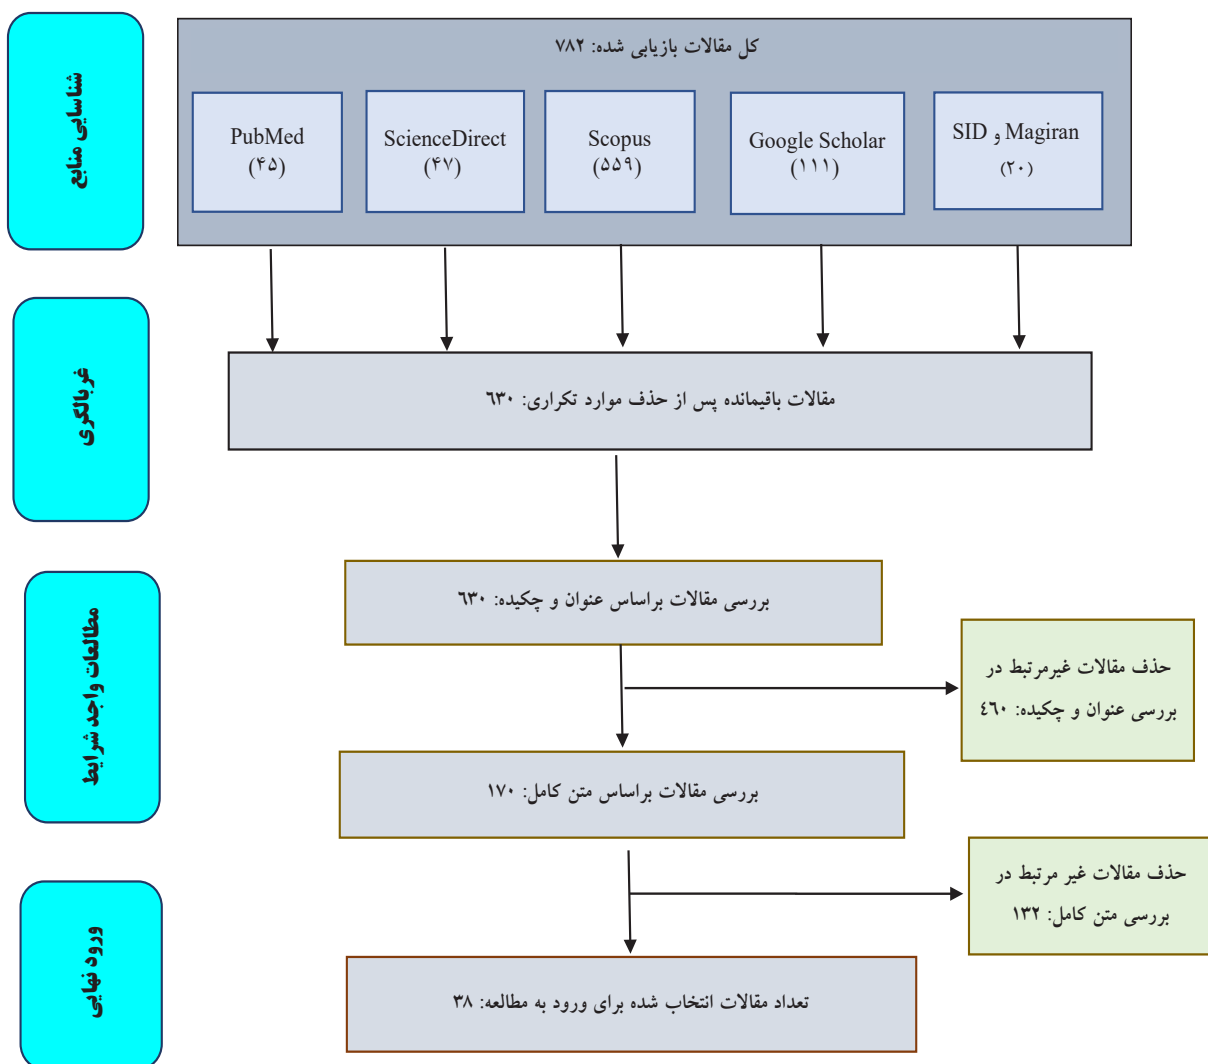 کل مقالات بازیابی شده: ۷۸۲
شناسایی منابع
PubMed
(۴۵)
ScienceDirect
(۴۷)
Scopus
(۵۵۹)
Google Scholar
(۱۱۱)
SID و Magiran
(۲۰)
غربالگری
مقالات باقیمانده پس از حذف موارد تکراری: ٦٣٠
مطالعات واجد شرایط
بررسی مقالات براساس عنوان و چکیده: ٦٣٠
حذف مقالات غیرمرتبط در
بررسی عنوان و چکیده: ٤٦٠
بررسی مقالات براساس متن کامل: ۱۷۰
حذف مقالات غیر مرتبط در
بررسی متن کامل: ۱۳۲
ورود نهایی
تعداد مقالات انتخاب شده برای ورود به مطالعه: ۳۸